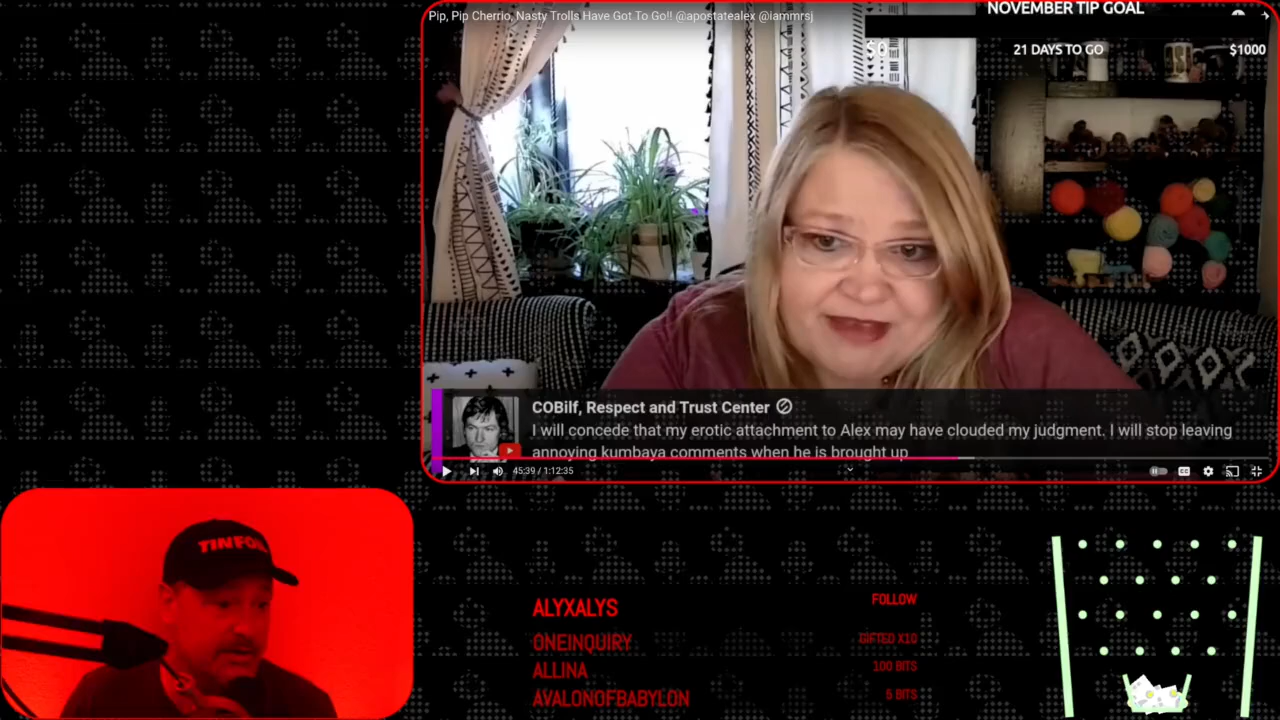 Pip, Pip Cherrio, Nasty Trolls Have Got To Go!! @apostatealex @iammrsj
NOVEMBER TIP GOAL
$0
21 DAYS TO GO
$1000
COBilf, Respect and Trust Center
I will concede that my erotic attachment to Alex may have clouded my judgment. I will stop leaving
annoying kumbaya comments when he is brought up
45:39 / 1:12:35
CC
ALYXALYS FOLLOW
ONEINQUIRY GIFTED X10
ALLINA 100 BITS
AVALONOFBABYLON 5 BITS